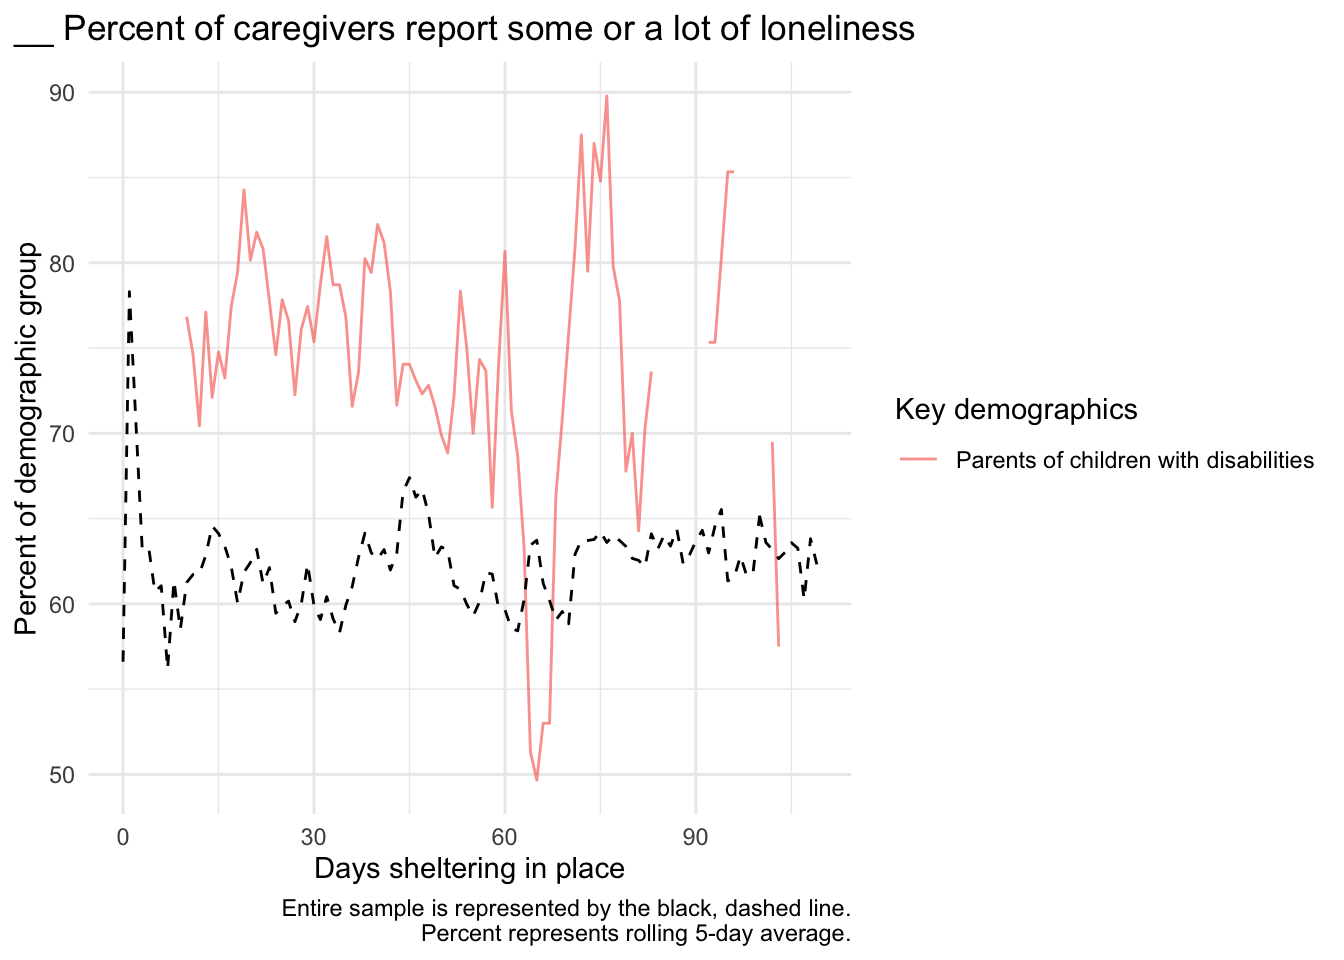 __ Percent of caregivers report some or a lot of loneliness
90
80
70
60
50
Percent of demographic group
0 30 60 90
Days sheltering in place
Key demographics
Parents of children with disabilities
Entire sample is represented by the black, dashed line.
Percent represents rolling 5-day average.